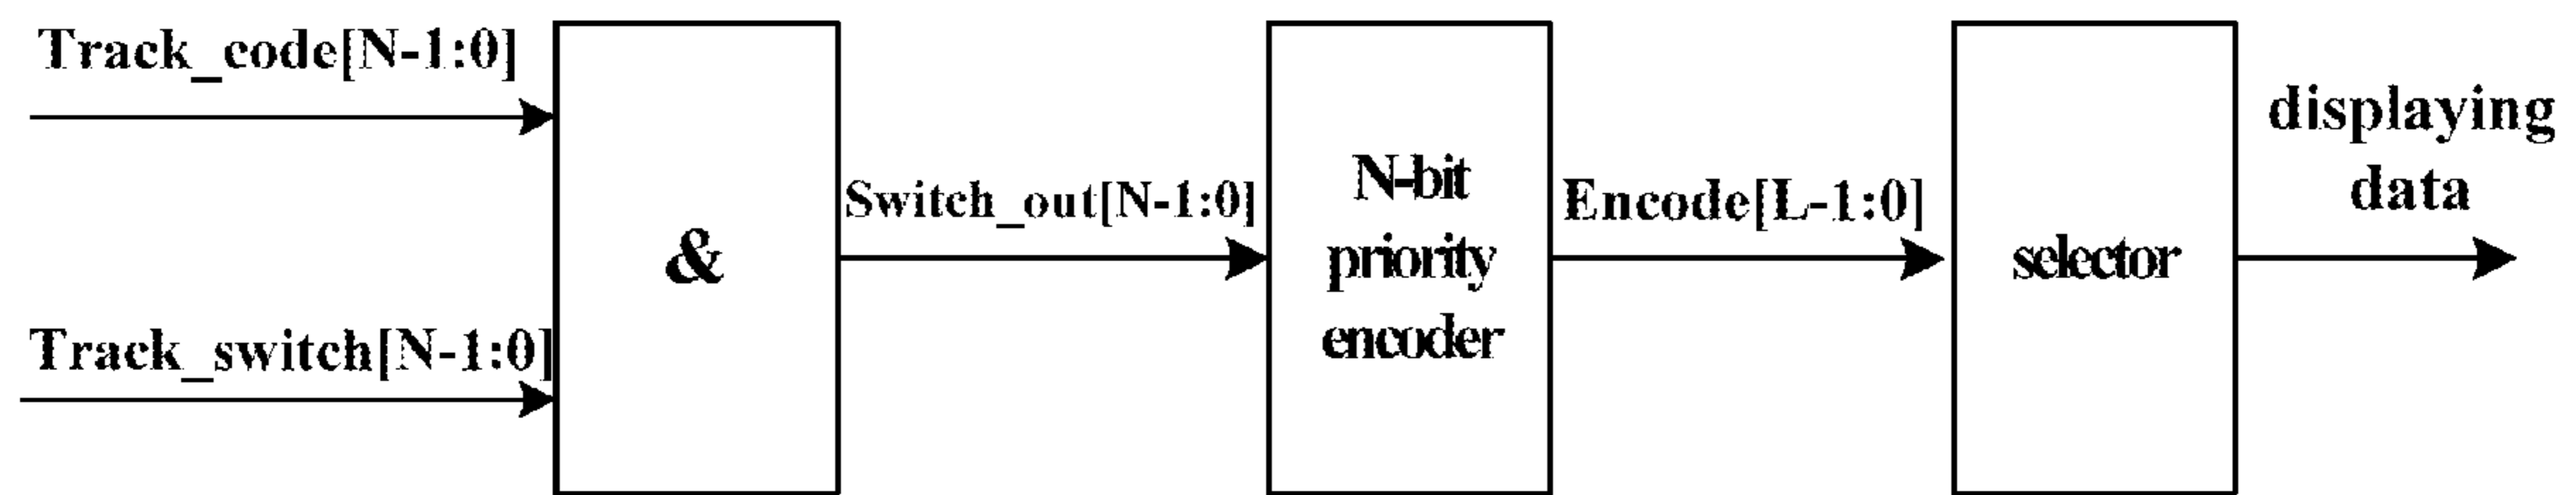 Track_code[N-1:0]
Track_switch[N-1:0]
&
Switch_out[N-1:0]
N-bit
priority
encoder
Encode[L-1:0]
selector
displaying
data